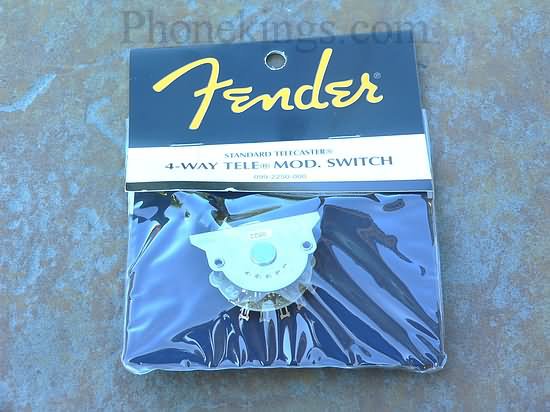 Phonekings.com
Fender®
STANDARD TELECASTER®
4-WAY TELE® MOD. SWITCH
099-2250-000